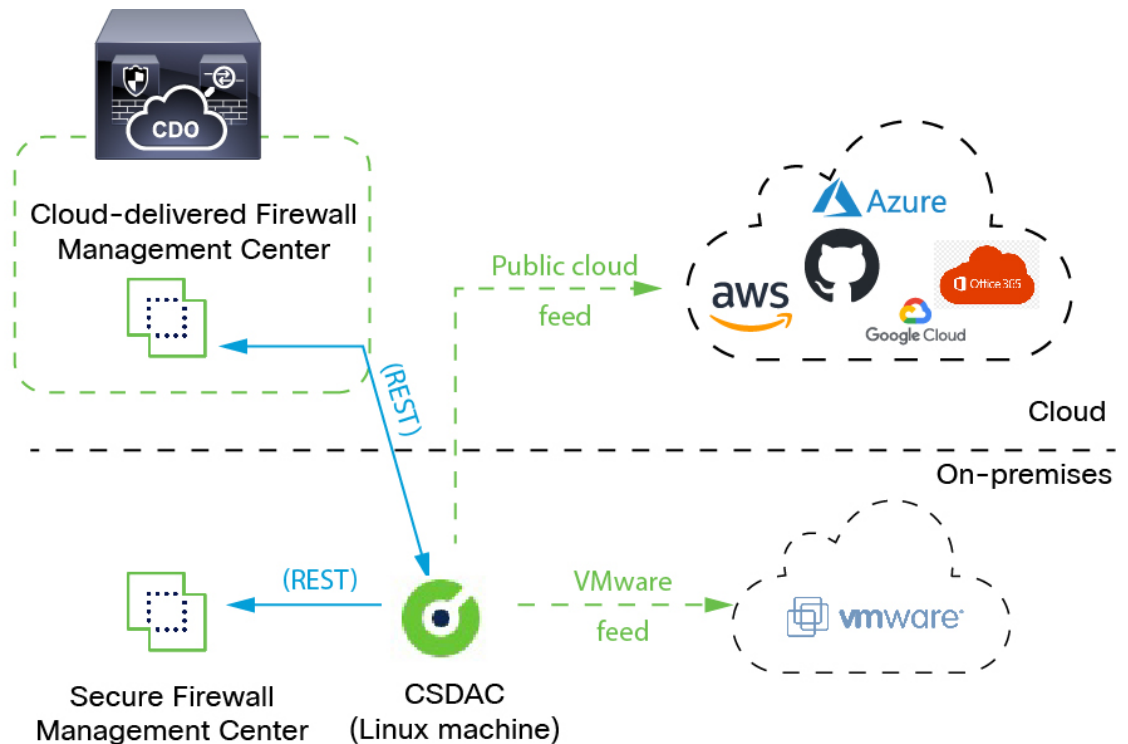 CDO
Cloud-delivered Firewall
Management Center
Public cloud
feed
(REST)
Azure
aws
Office 365
Google Cloud
Cloud
On-premises
(REST)
VMware
feed
vmware
Secure Firewall
Management Center
CSDAC
(Linux machine)